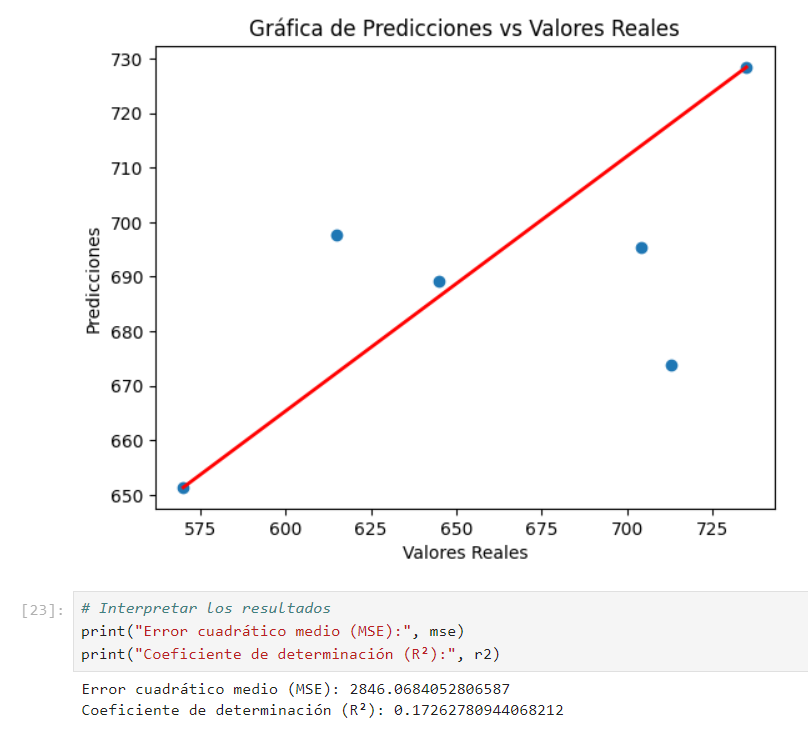 Gráfica de Predicciones vs Valores Reales
730
720
710
700
690
680
670
660
650
Predicciones
575 600 625 650 675 700 725
Valores Reales
[23]:
# Interpretar los resultados
print("Error cuadrático medio (MSE):", mse)
print("Coeficiente de determinación (R²):", r2)
Error cuadrático medio (MSE): 2846.0684052806587
Coeficiente de determinación (R²): 0.17262780944068212